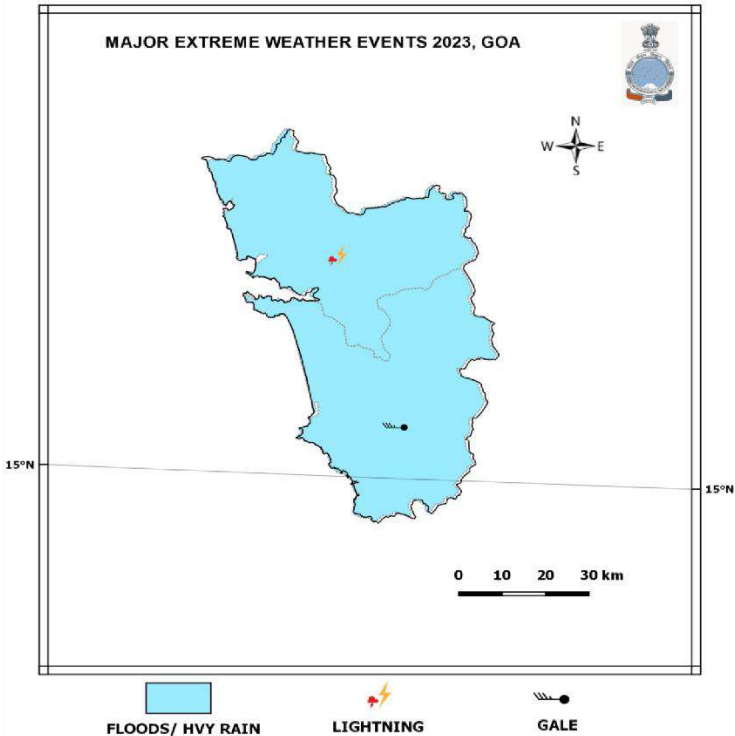 MAJOR EXTREME WEATHER EVENTS 2023, GOA
N
W E
S
15°N
15°N
0 10 20 30 km
FLOODS/ HVY RAIN
LIGHTNING
GALE